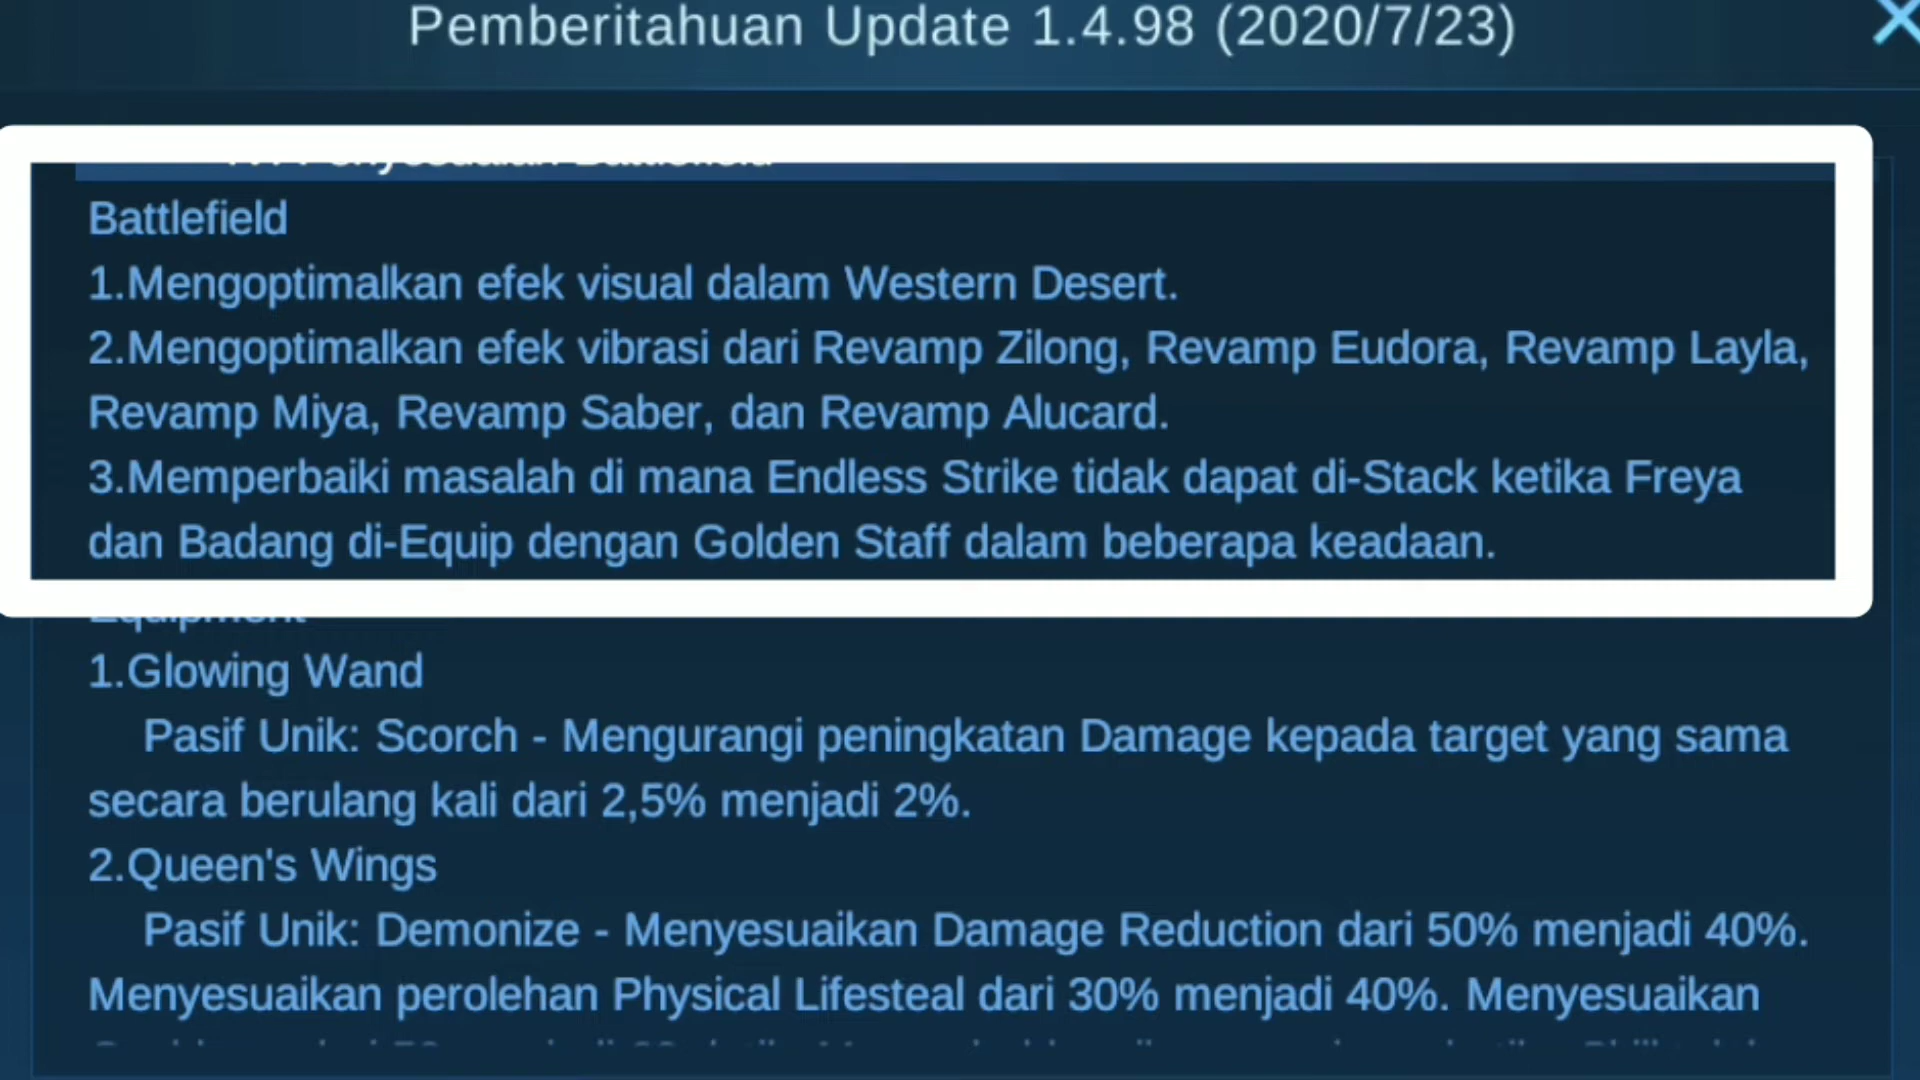 Pemberitahuan Update 1.4.98 (2020/7/23)
Penyesuaian Battlefield
Battlefield
1.Mengoptimalkan efek visual dalam Western Desert.
2.Mengoptimalkan efek vibrasi dari Revamp Zilong, Revamp Eudora, Revamp Layla,
Revamp Miya, Revamp Saber, dan Revamp Alucard.
3.Memperbaiki masalah di mana Endless Strike tidak dapat di-Stack ketika Freya
dan Badang di-Equip dengan Golden Staff dalam beberapa keadaan.
Equipment
1.Glowing Wand
Pasif Unik: Scorch - Mengurangi peningkatan Damage kepada target yang sama
secara berulang kali dari 2,5% menjadi 2%.
2.Queen's Wings
Pasif Unik: Demonize - Menyesuaikan Damage Reduction dari 50% menjadi 40%.
Menyesuaikan perolehan Physical Lifesteal dari 30% menjadi 40%. Menyesuaikan